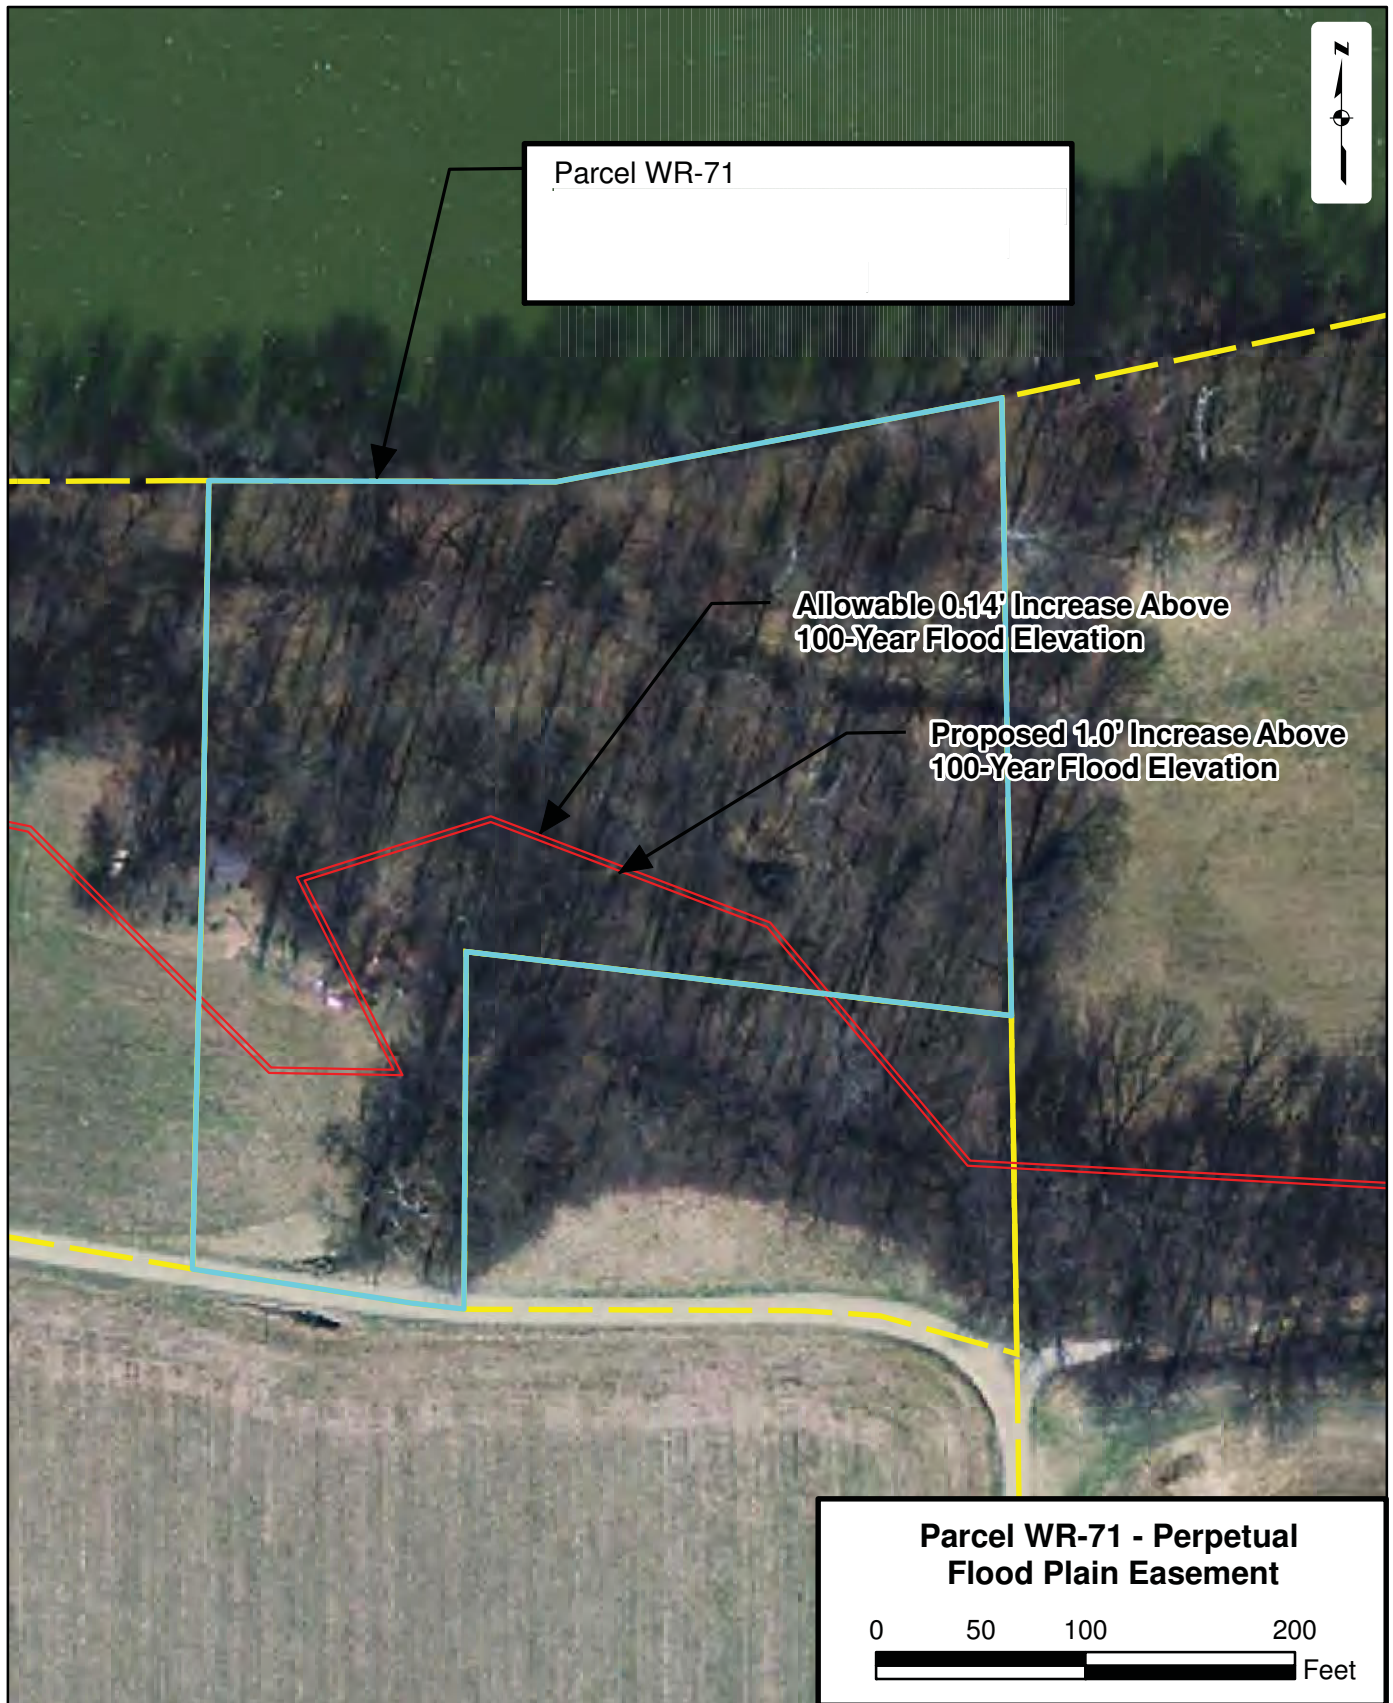 N
Parcel WR-71
Allowable 0.14' Increase Above
100-Year Flood Elevation
Proposed 1.0' Increase Above
100-Year Flood Elevation
Parcel WR-71 - Perpetual
Flood Plain Easement
0 50 100 200
Feet